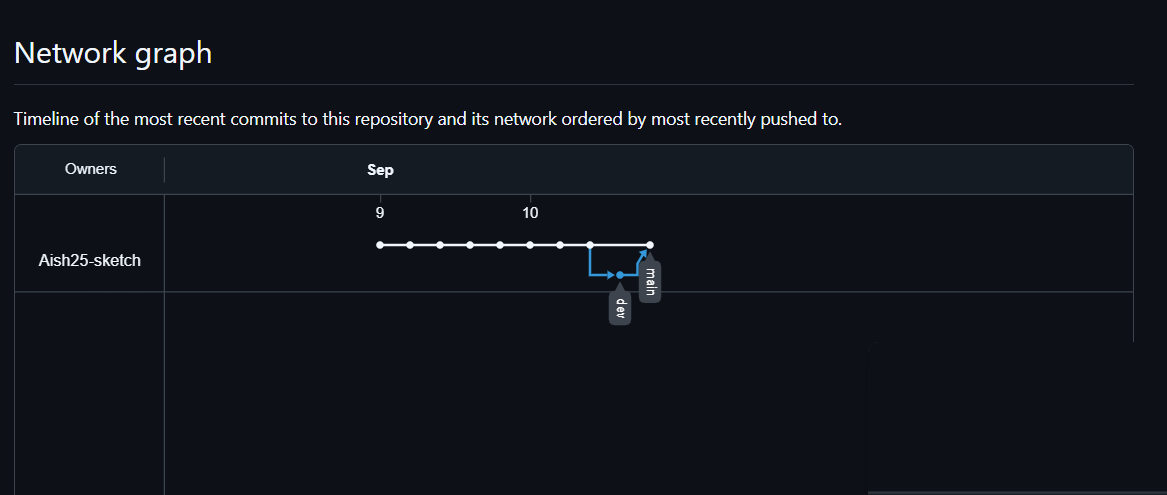 Network graph
Timeline of the most recent commits to this repository and its network ordered by most recently pushed to.
Owners
Sep
9
10
Aish25-sketch
main
dev